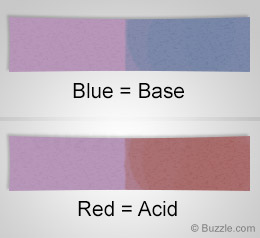 Blue = Base
Red = Acid
© Buzzle.com